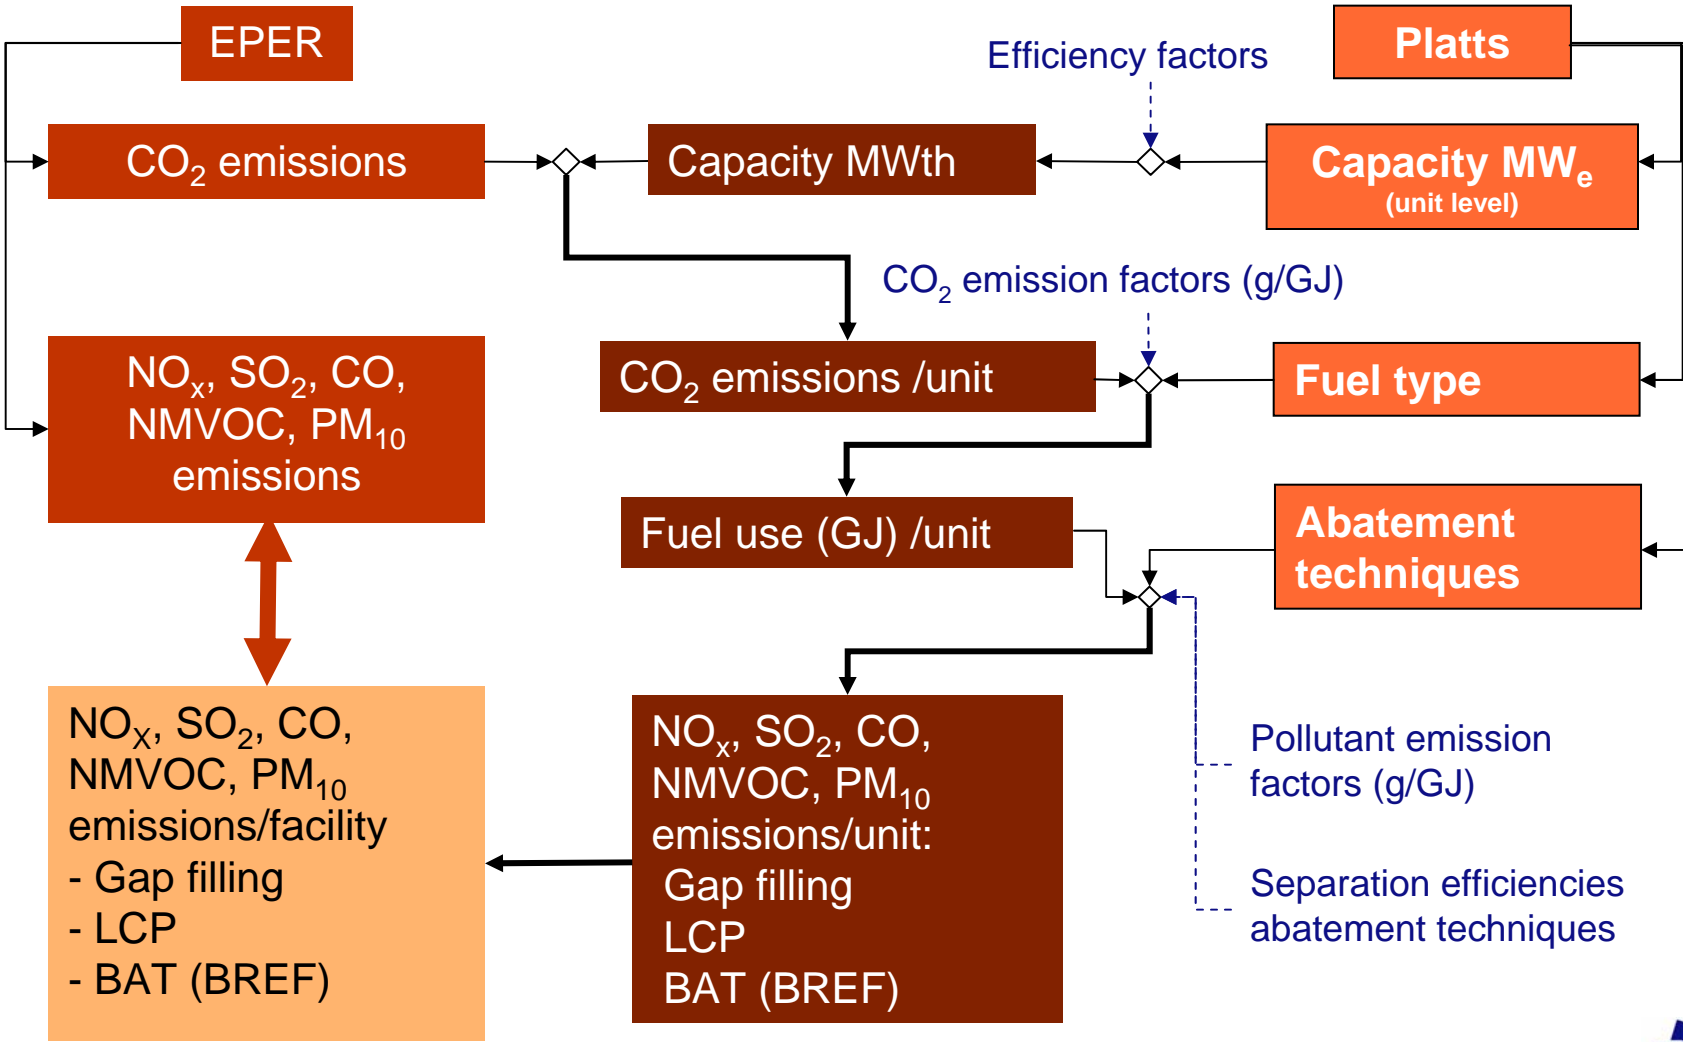 EPER
Efficiency factors
Platts
CO₂ emissions
Capacity MWth
Capacity MWₑ
(unit level)
CO₂ emission factors (g/GJ)
NOₓ, SO₂, CO,
NMVOC, PM₁₀
emissions
CO₂ emissions /unit
Fuel type
Fuel use (GJ) /unit
Abatement
techniques
NO_X, SO₂, CO,
NMVOC, PM₁₀
emissions/facility
- Gap filling
- LCP
- BAT (BREF)
NOₓ, SO₂, CO,
NMVOC, PM₁₀
emissions/unit:
Gap filling
LCP
BAT (BREF)
Pollutant emission
factors (g/GJ)
Separation efficiencies
abatement techniques